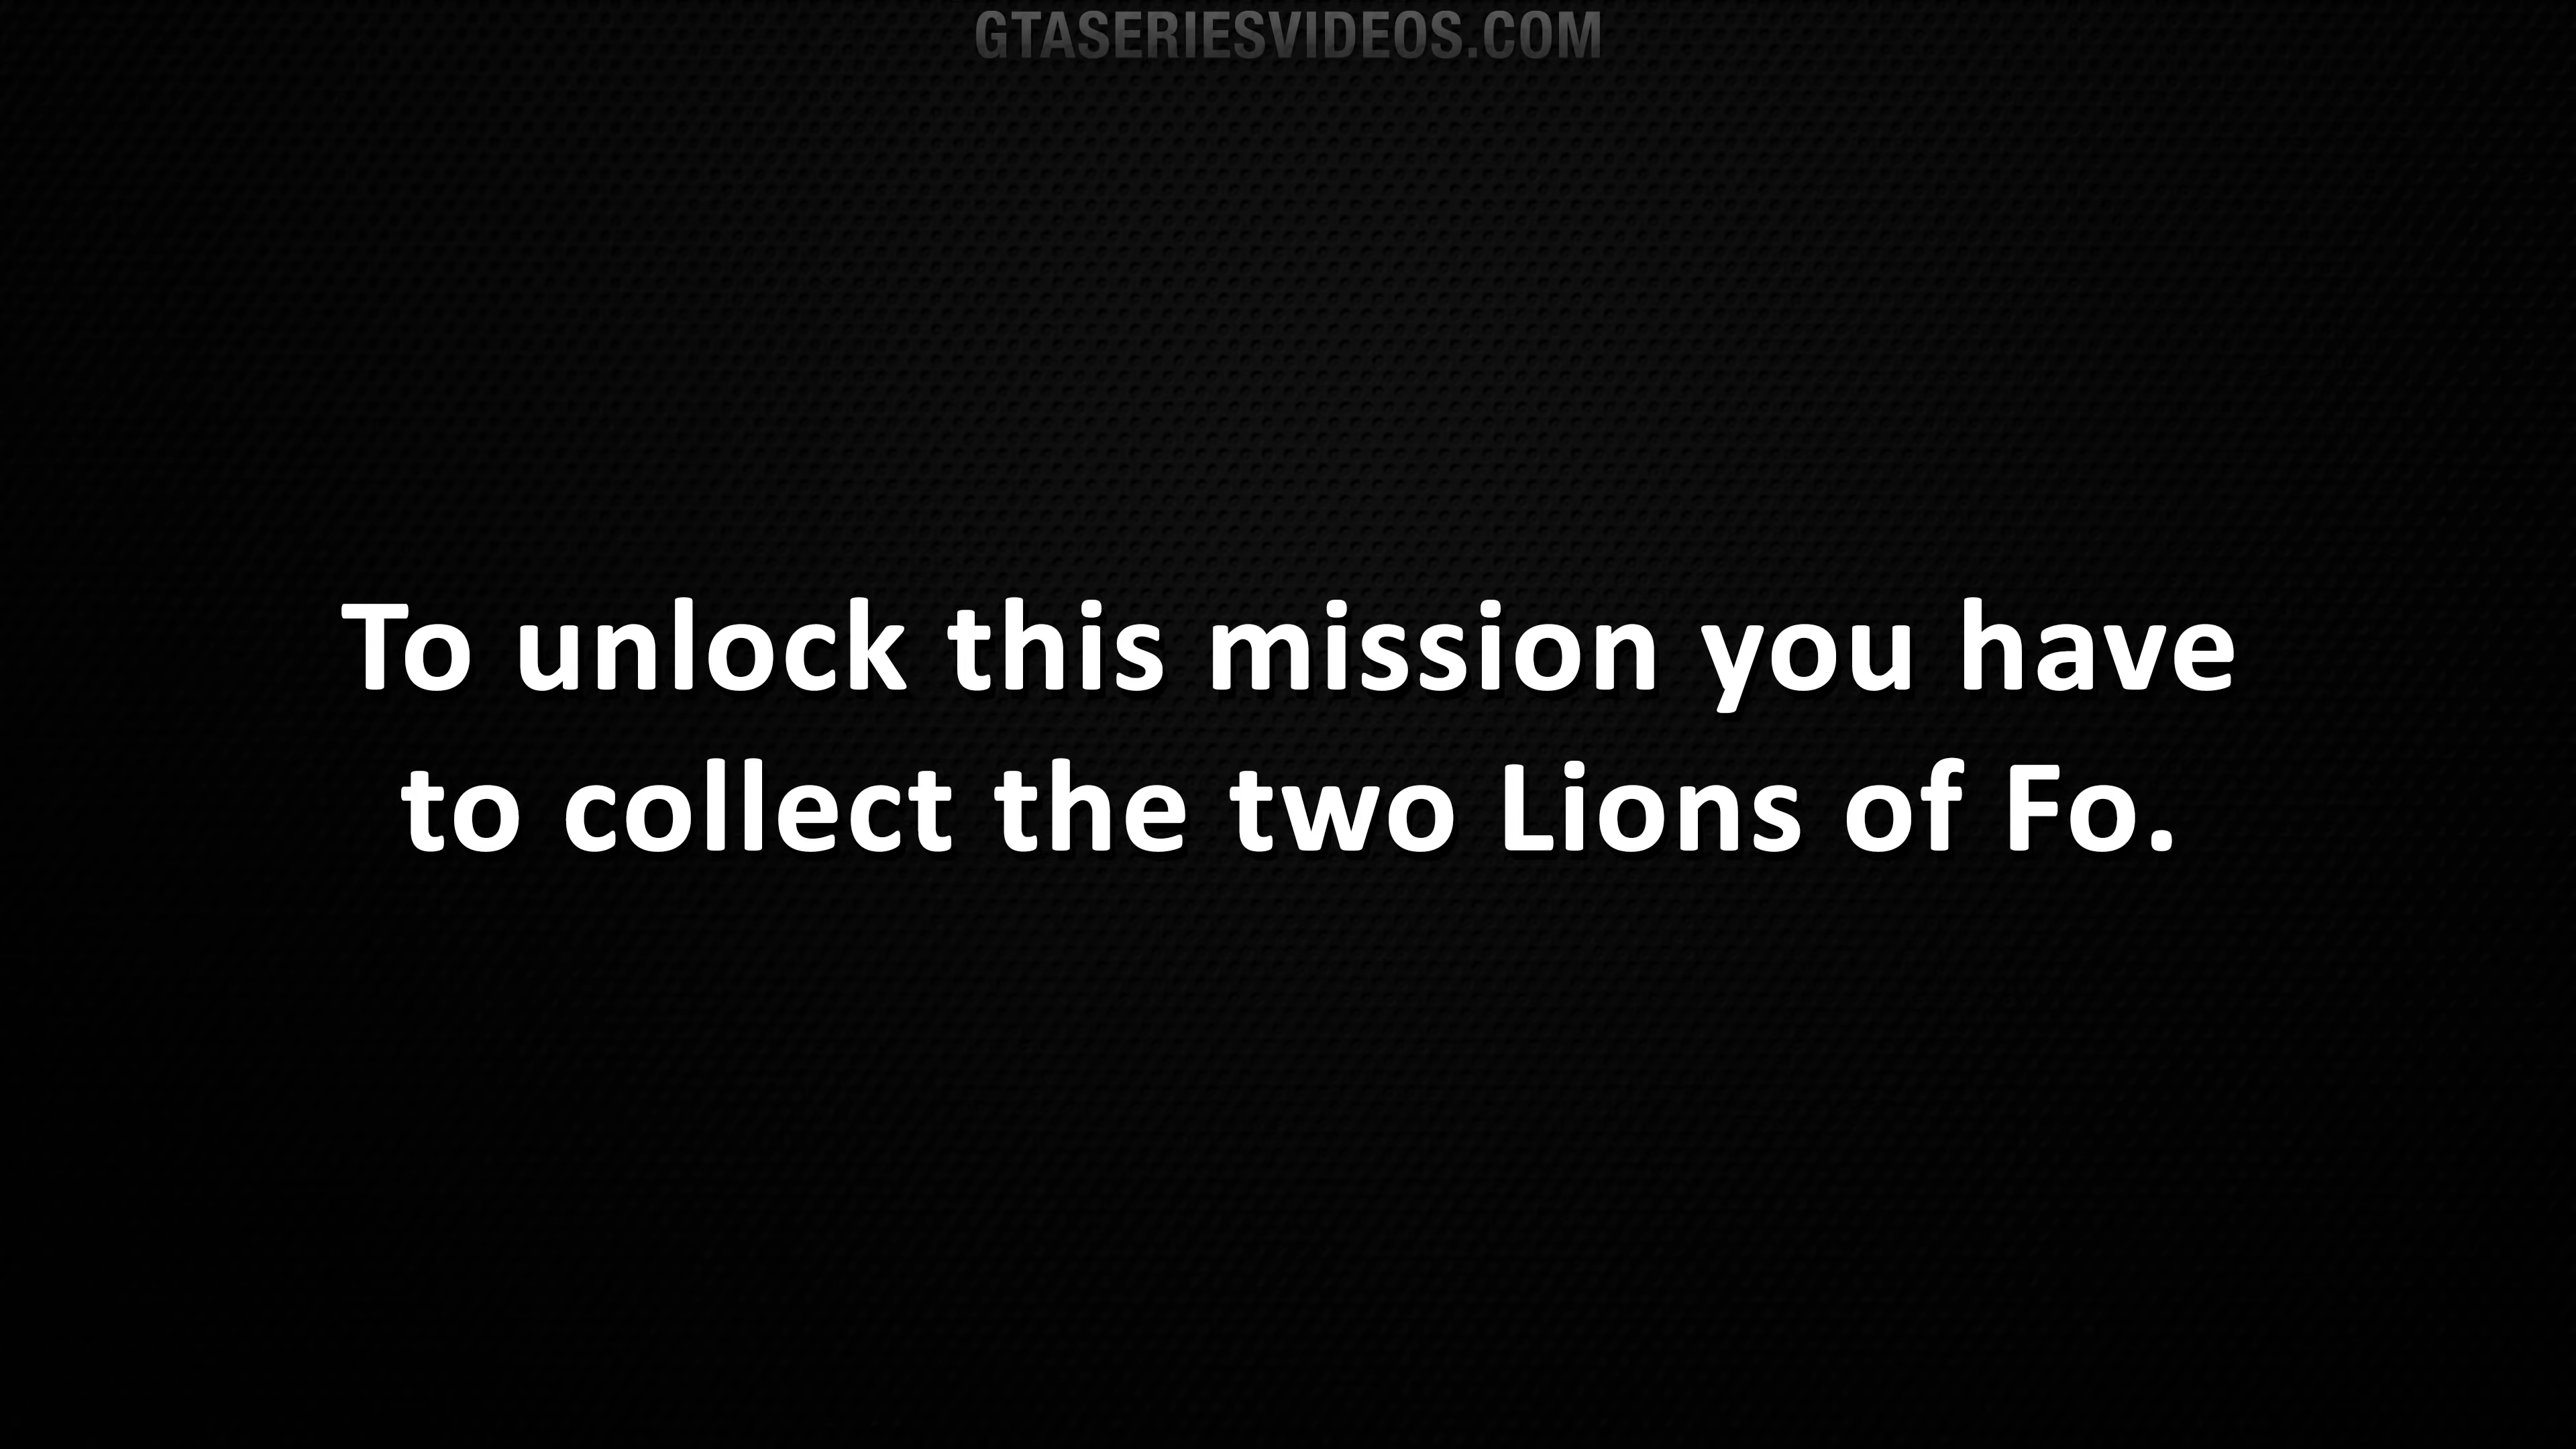 GTASERIESVIDEOS.COM
To unlock this mission you have
to collect the two Lions of Fo.